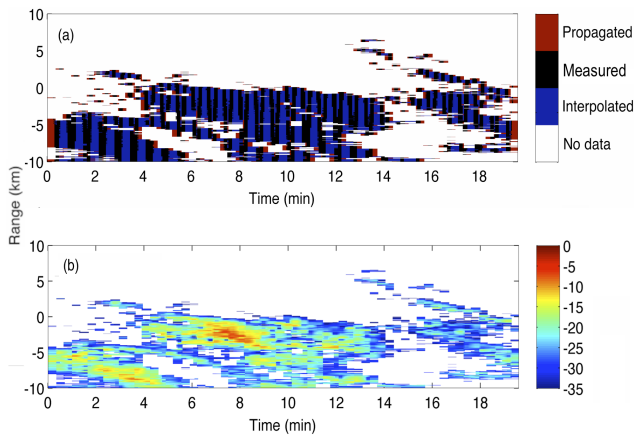 10
(a)
Propagated
5
Measured
0
Interpolated
-5
No data
-10
0 2 4 6 8 10 12 14 16 18
Time (min)
Range (km)
10
(b)
0
5
-5
-10
0
-15
-20
-5
-25
-30
-10
-35
0 2 4 6 8 10 12 14 16 18
Time (min)